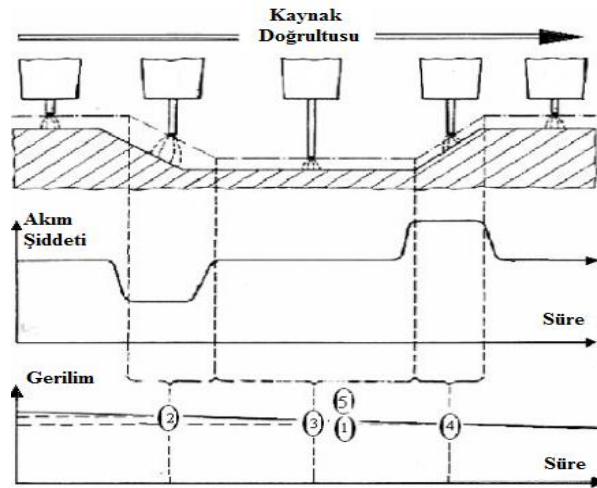 Kaynak
Doğrultusu
Akım
Şiddeti
Süre
Gerilim
5
2
3
1
4
Süre